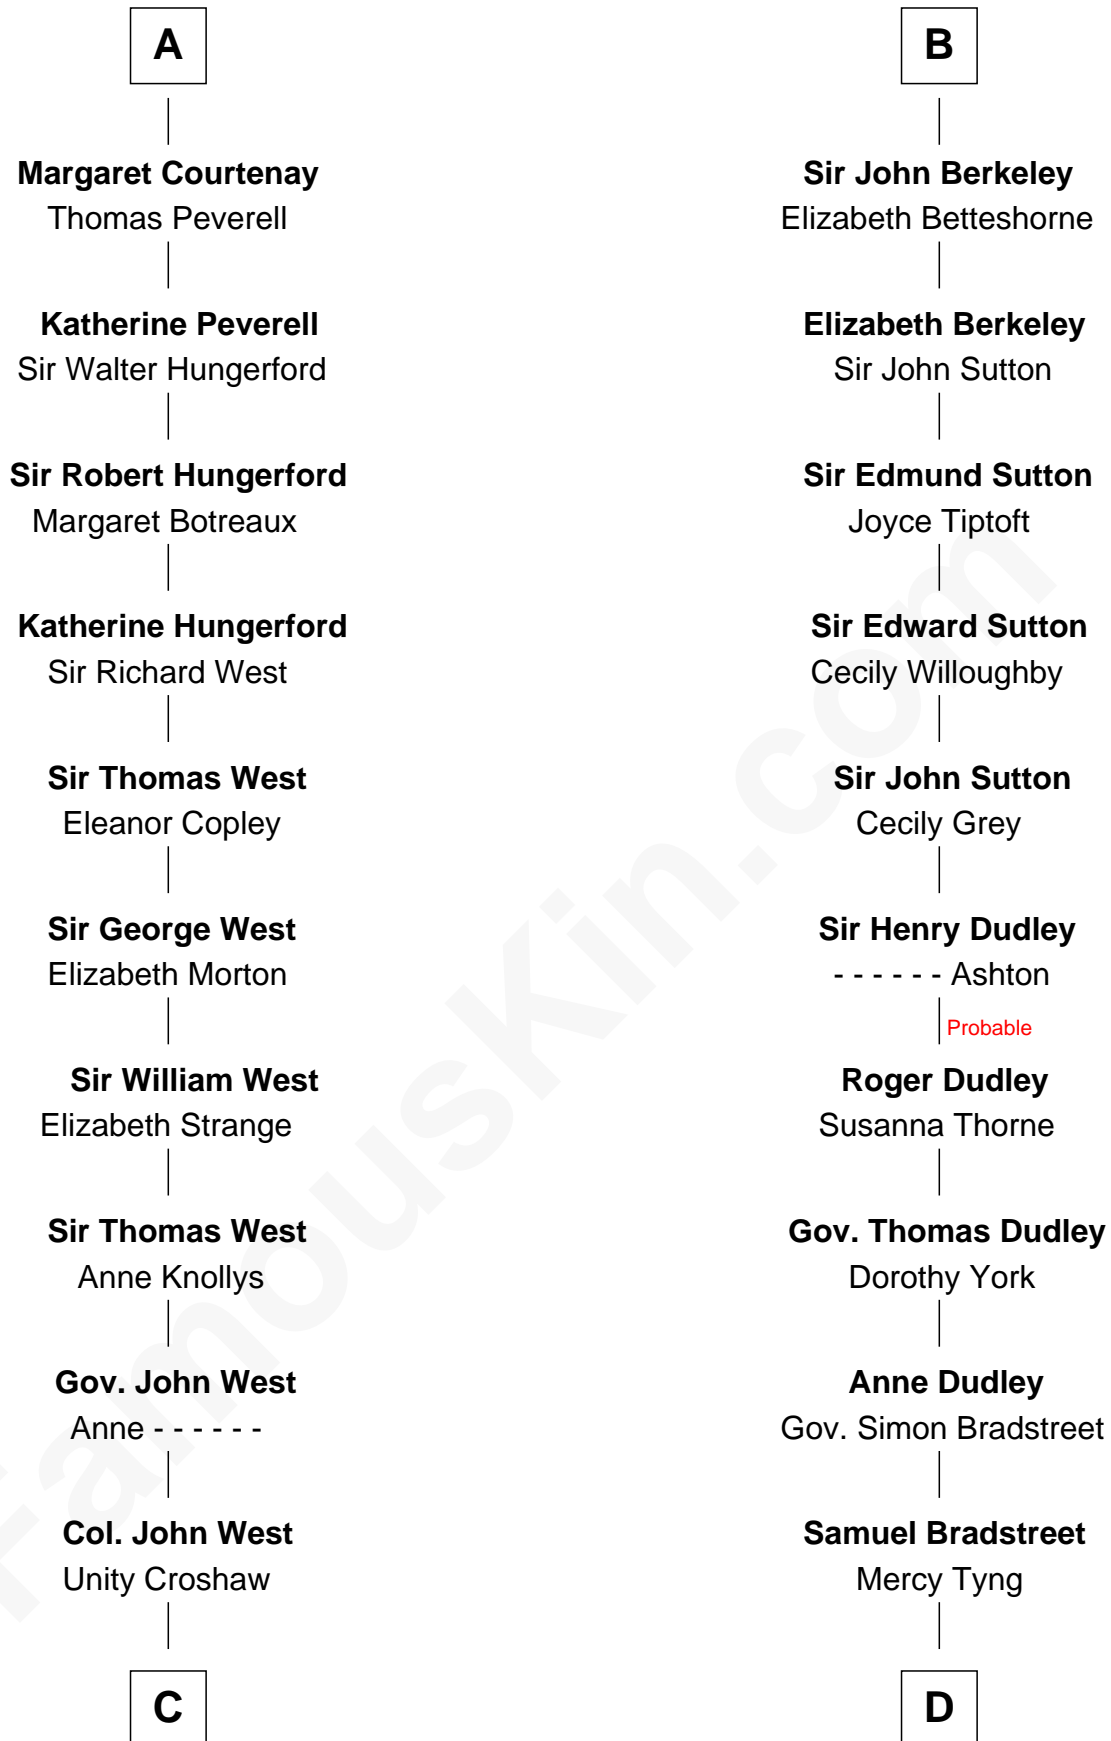 A
Margaret Courtenay
Thomas Peverell
Katherine Peverell
Sir Walter Hungerford
Sir Robert Hungerford
Margaret Botreaux
Katherine Hungerford
Sir Richard West
Sir Thomas West
Eleanor Copley
Sir George West
Elizabeth Morton
Sir William West
Elizabeth Strange
Sir Thomas West
Anne Knollys
Gov. John West
Anne - - - - - -
Col. John West
Unity Croshaw
C
B
Sir John Berkeley
Elizabeth Betteshorne
Elizabeth Berkeley
Sir John Sutton
Sir Edmund Sutton
Joyce Tiptoft
Sir Edward Sutton
Cecily Willoughby
Sir John Sutton
Cecily Grey
Sir Henry Dudley
- - - - - - Ashton
Probable
Roger Dudley
Susanna Thorne
Gov. Thomas Dudley
Dorothy York
Anne Dudley
Gov. Simon Bradstreet
Samuel Bradstreet
Mercy Tyng
D
FamousKin.com